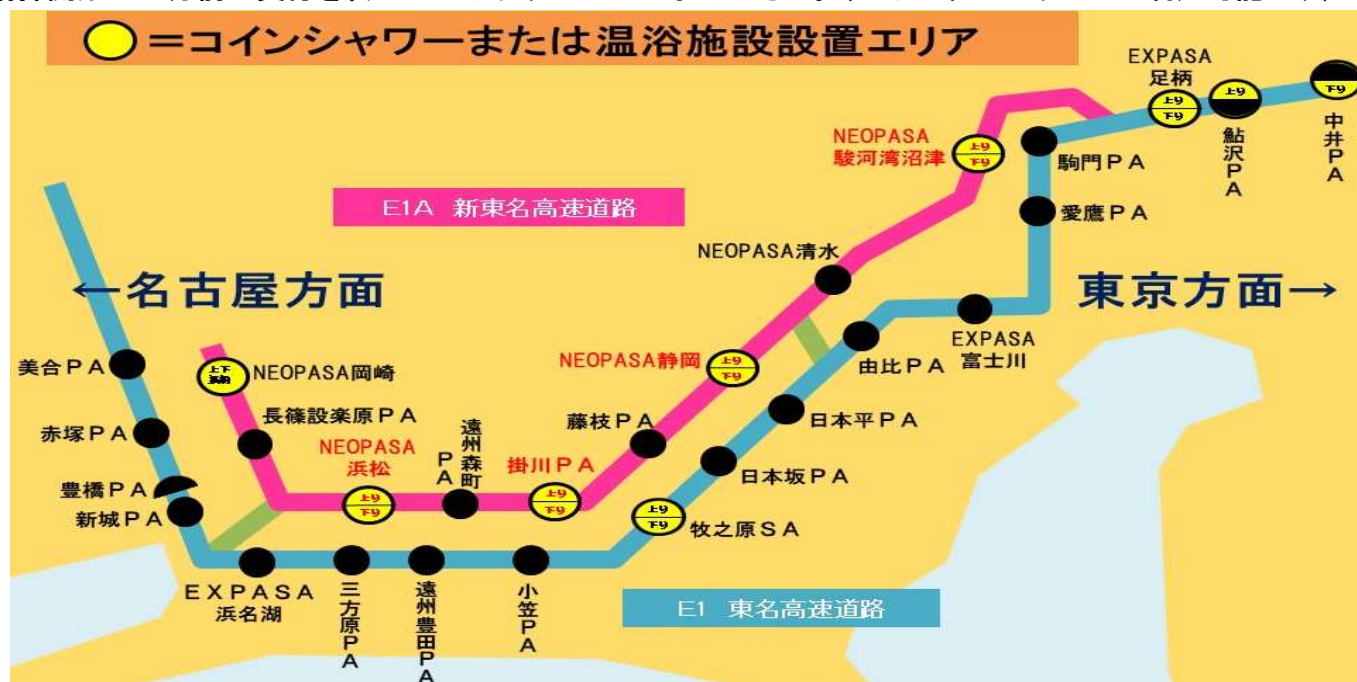 ○＝コインシャワーまたは温浴施設設置エリア
EXPASA
足柄
上り
下り
上り
鮎沢PA
下り
中井PA
NEOPASA
駿河湾沼津
上り
下り
駒門PA
愛鷹PA
E1A 新東名高速道路
NEOPASA清水
←名古屋方面
東京方面→
EXPASA
富士川
由比PA
NEOPASA静岡
上り
下り
美合PA
上下
NEOPASA岡崎
長篠設楽原PA
赤塚PA
日本平PA
藤枝PA
NEOPASA
浜松
上り
下り
遠州森町
PA
掛川PA
上り
下り
日本坂PA
豊橋PA
新城PA
上り
下り
牧之原SA
EXPASA
浜名湖
三方原PA
遠州豊田PA
小笠PA
E1 東名高速道路